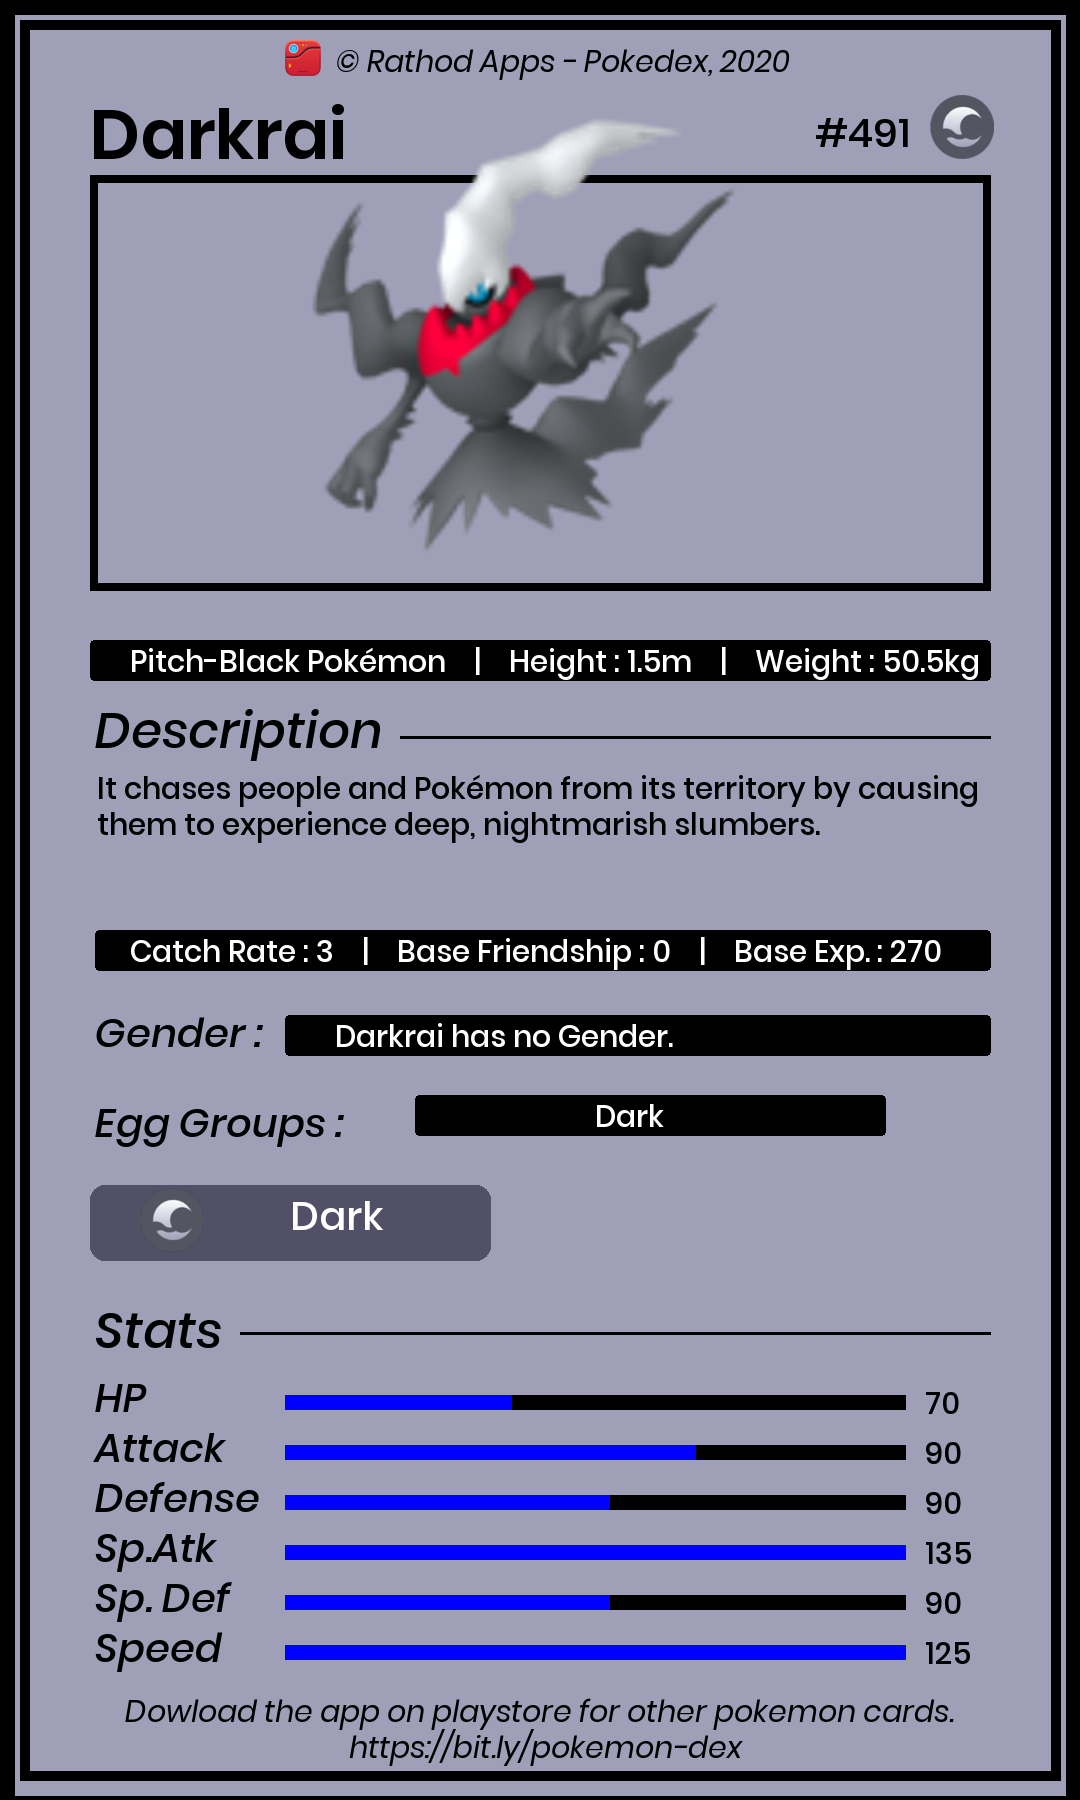 © Rathod Apps - Pokedex, 2020
Darkrai #491
Pitch-Black Pokémon | Height : 1.5m | Weight : 50.5kg
Description
It chases people and Pokémon from its territory by causing
them to experience deep, nightmarish slumbers.
Catch Rate : 3 | Base Friendship : 0 | Base Exp. : 270
Gender : Darkrai has no Gender.
Egg Groups : Dark
Dark
Stats
HP 70
Attack 90
Defense 90
Sp.Atk 135
Sp. Def 90
Speed 125
Dowload the app on playstore for other pokemon cards.
https://bit.ly/pokemon-dex